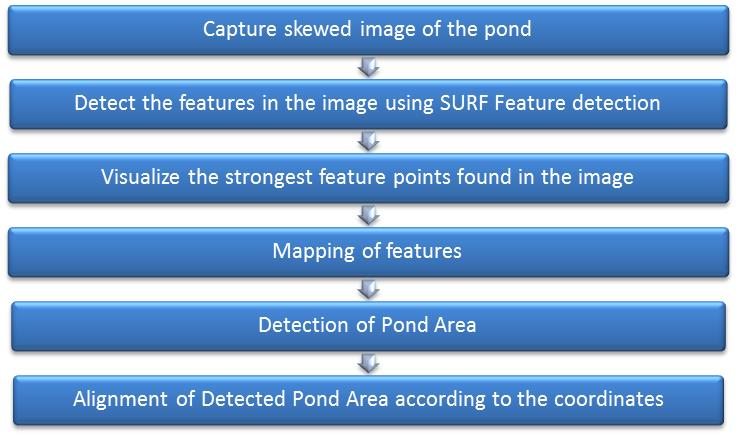 Capture skewed image of the pond
Detect the features in the image using SURF Feature detection
Visualize the strongest feature points found in the image
Mapping of features
Detection of Pond Area
Alignment of Detected Pond Area according to the coordinates